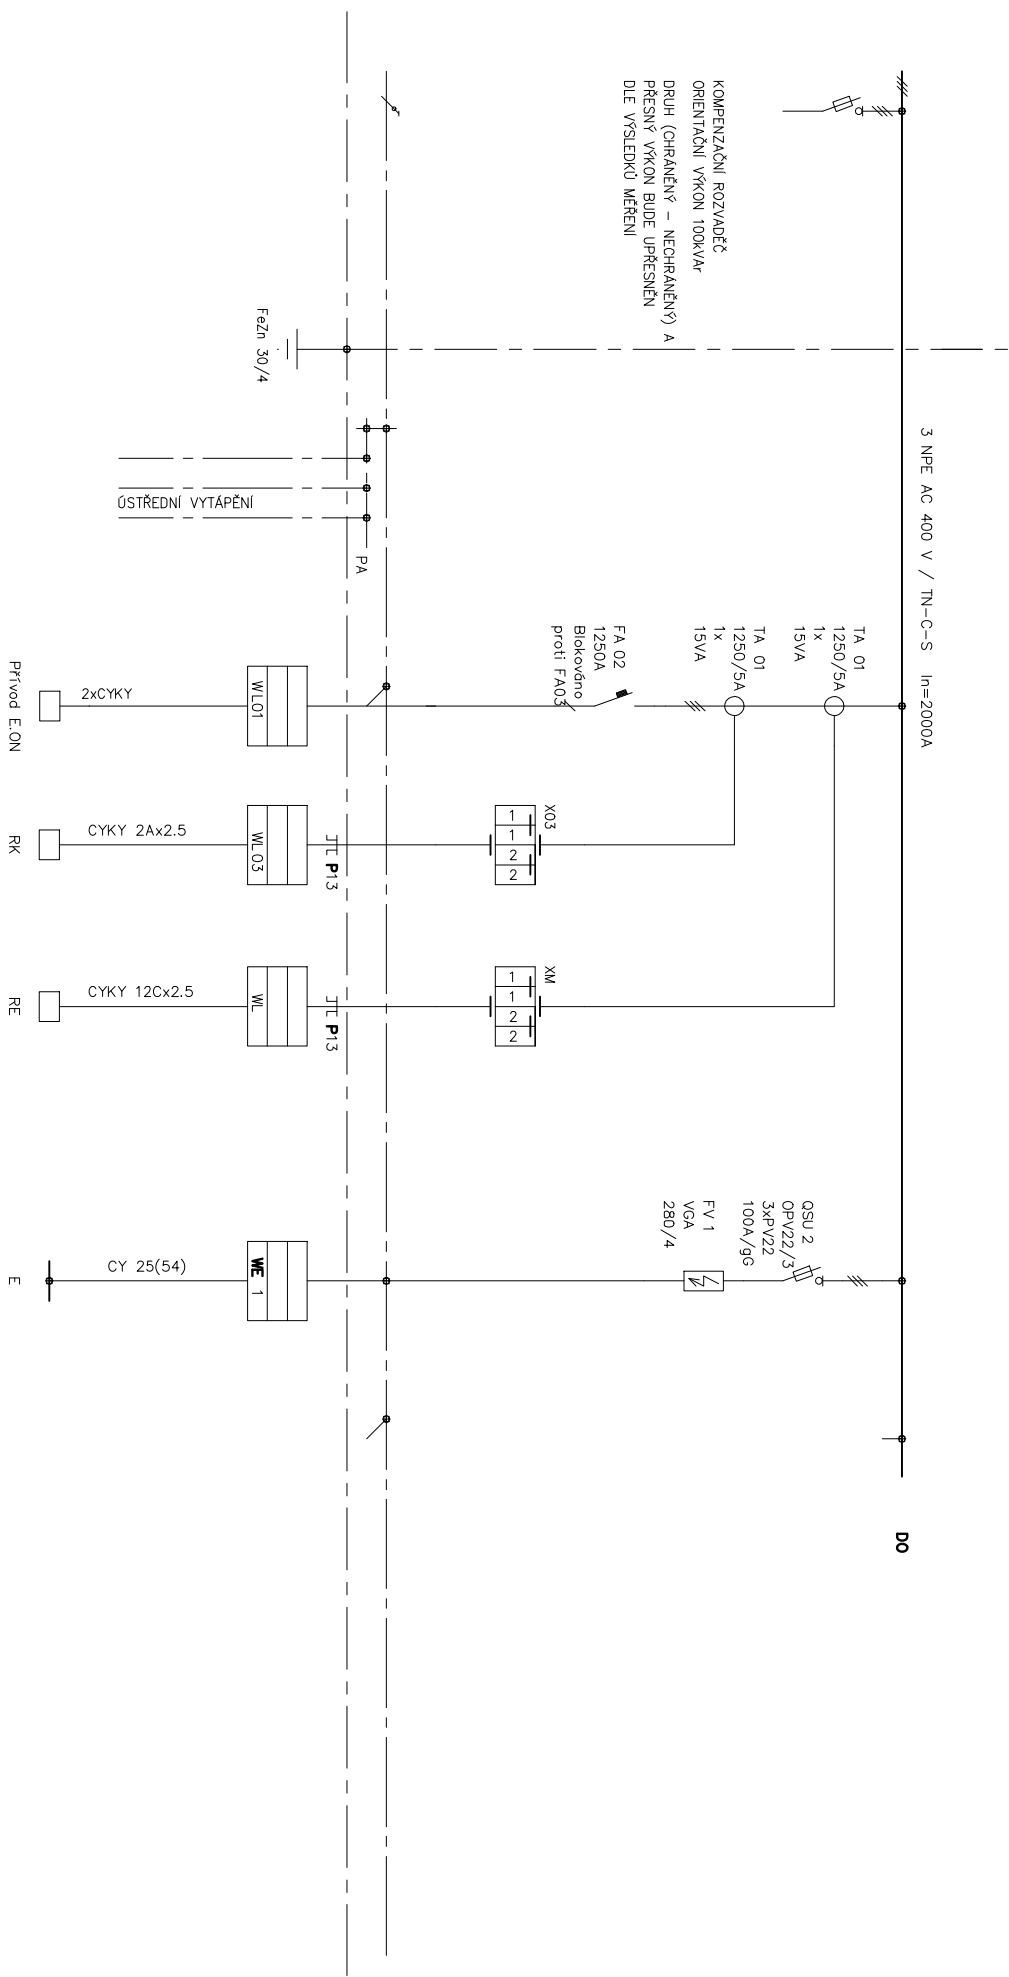 3 NPE AC 400 V / TN-C-S In=2000A
DO
KOMPENZAČNÍ ROZVADĚČ
ORIENTAČNÍ VÝKON 100kVAr
DRUH (CHRÁNĚNÝ - NECHRÁNĚNÝ) A
PŘESNÝ VÝKON BUDE UPŘESNĚN
DLE VÝSLEDKŮ MĚŘENÍ
FeZn 30/4
ÚSTŘEDNÍ VYTÁPĚNÍ
PA
TA 01
1250/5A
1x
15VA
TA 01
1250/5A
1x
15VA
FA 02
1250A
Blokováno
proti FA03
WL01
2xCYKY
Přívod E.ON
X03
1
1
2
2
P13
WL03
CYKY 2Ax2.5
RK
XM
1
1
2
2
P13
WL
CYKY 12Cx2.5
RE
QSU 2
OPV22/3
3xPV22
100A/gG
FV 1
VGA
280/4
WE 1
CY 25(54)
E